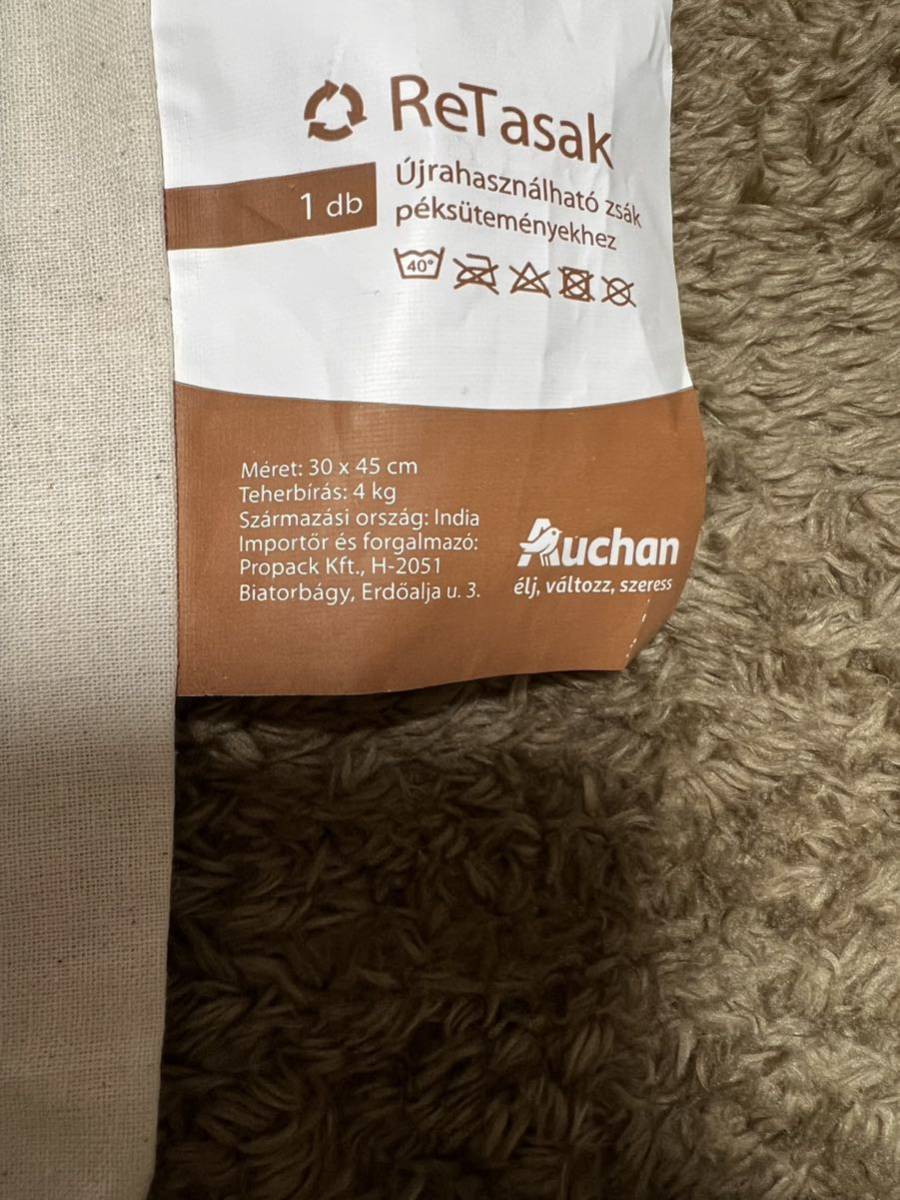 ReTasak
1 db
Újrahasználható zsák
péksüteményekhez
40°
Méret: 30 x 45 cm
Teherbírás: 4 kg
Származási ország: India
Importőr és forgalmazó:
Propack Kft., H-2051
Biatorbágy, Erdőalja u. 3.
Auchan
élj, változz, szeress